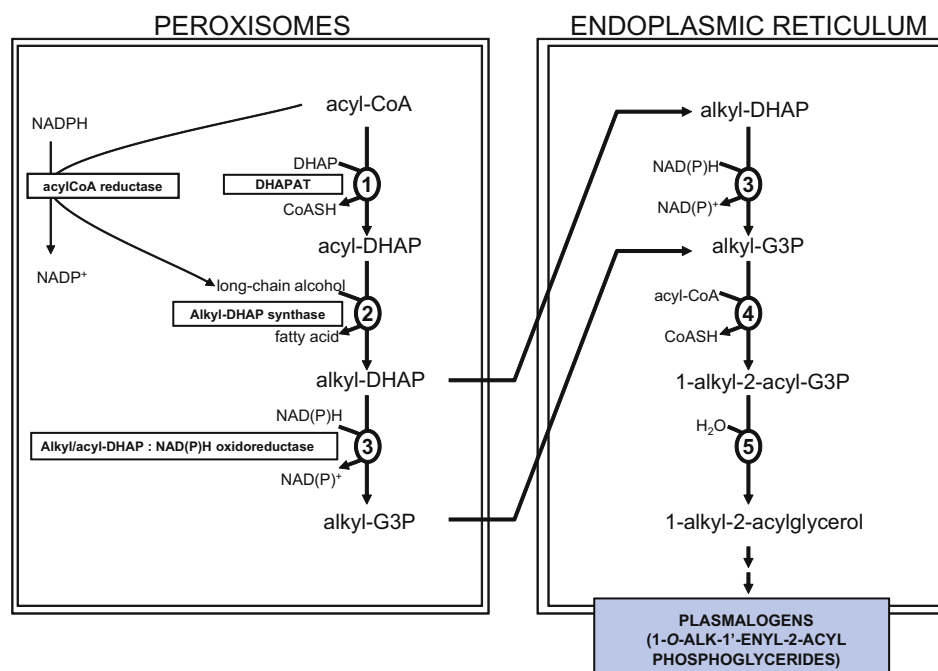 PEROXISOMES
acyl-CoA
NADPH
DHAP
acylCoA reductase
DHAPAT
1
CoASH
acyl-DHAP
NADP⁺
long-chain alcohol
Alkyl-DHAP synthase
2
fatty acid
alkyl-DHAP
NAD(P)H
Alkyl/acyl-DHAP : NAD(P)H oxidoreductase
3
NAD(P)⁺
alkyl-G3P
ENDOPLASMIC RETICULUM
alkyl-DHAP
NAD(P)H
3
NAD(P)⁺
alkyl-G3P
acyl-CoA
4
CoASH
1-alkyl-2-acyl-G3P
H₂O
5
1-alkyl-2-acylglycerol
PLASMALOGENS
(1-O-ALK-1'-ENYL-2-ACYL
PHOSPHOGLYCERIDES)